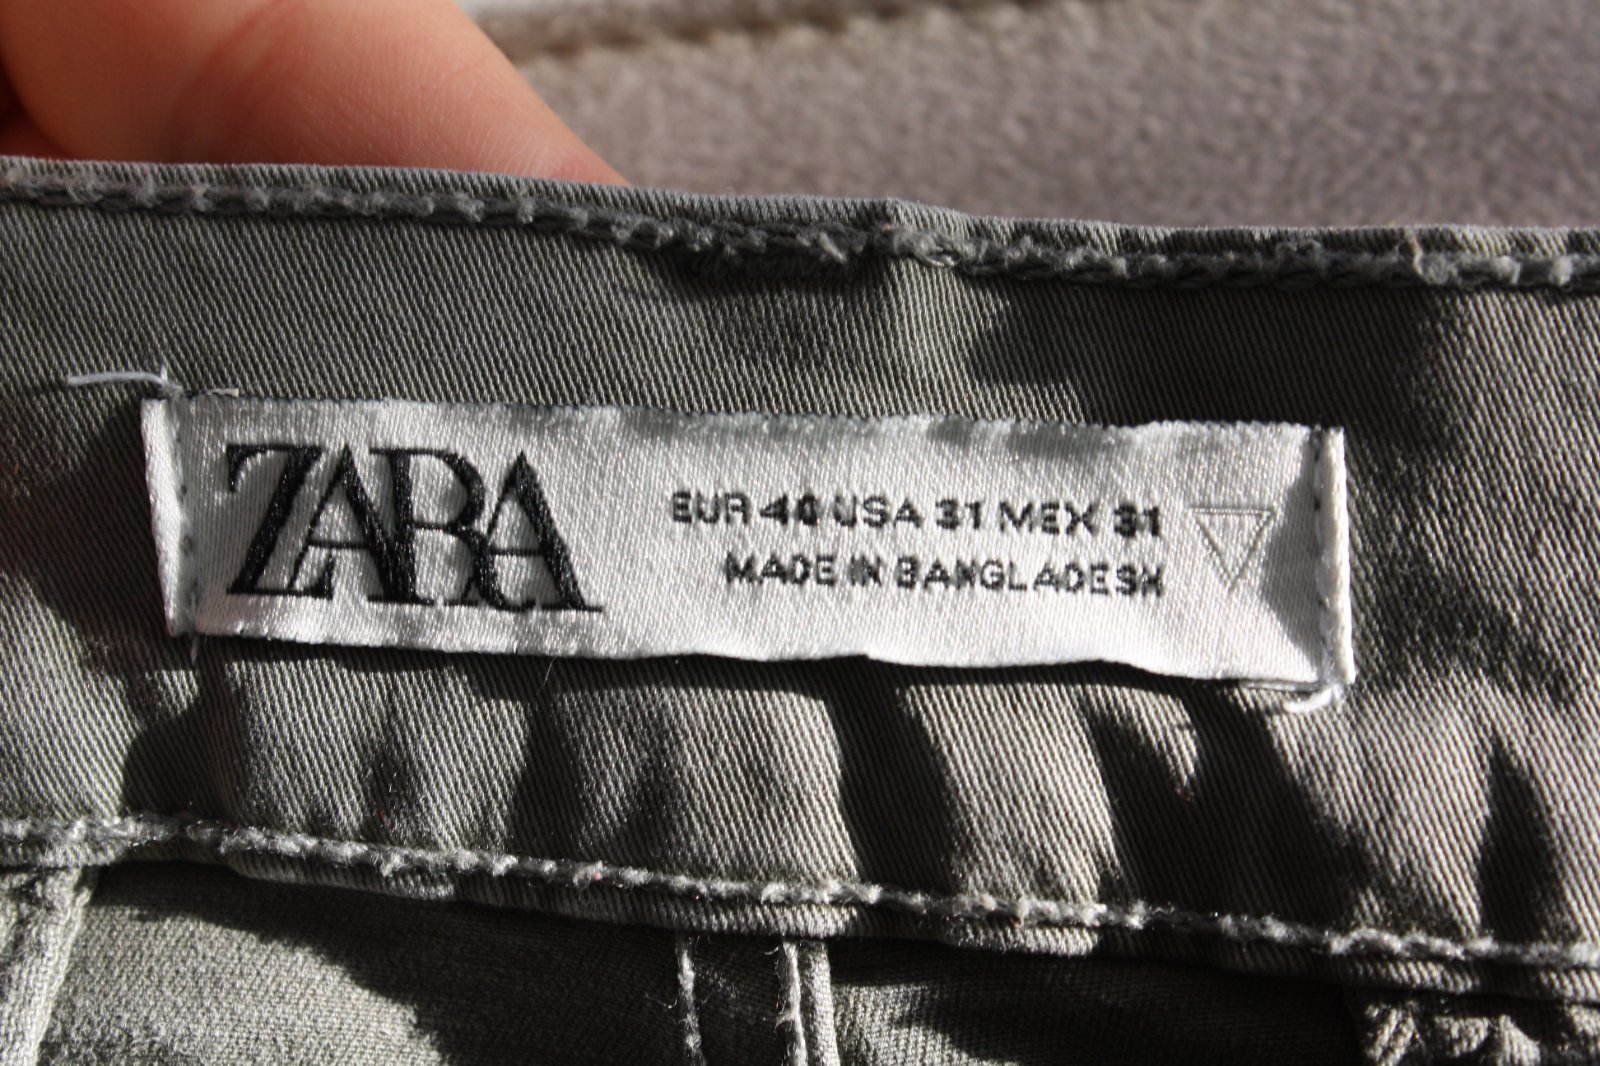 ZARA
EUR 40 USA 31 MEX 31
MADE IN BANGLADESH